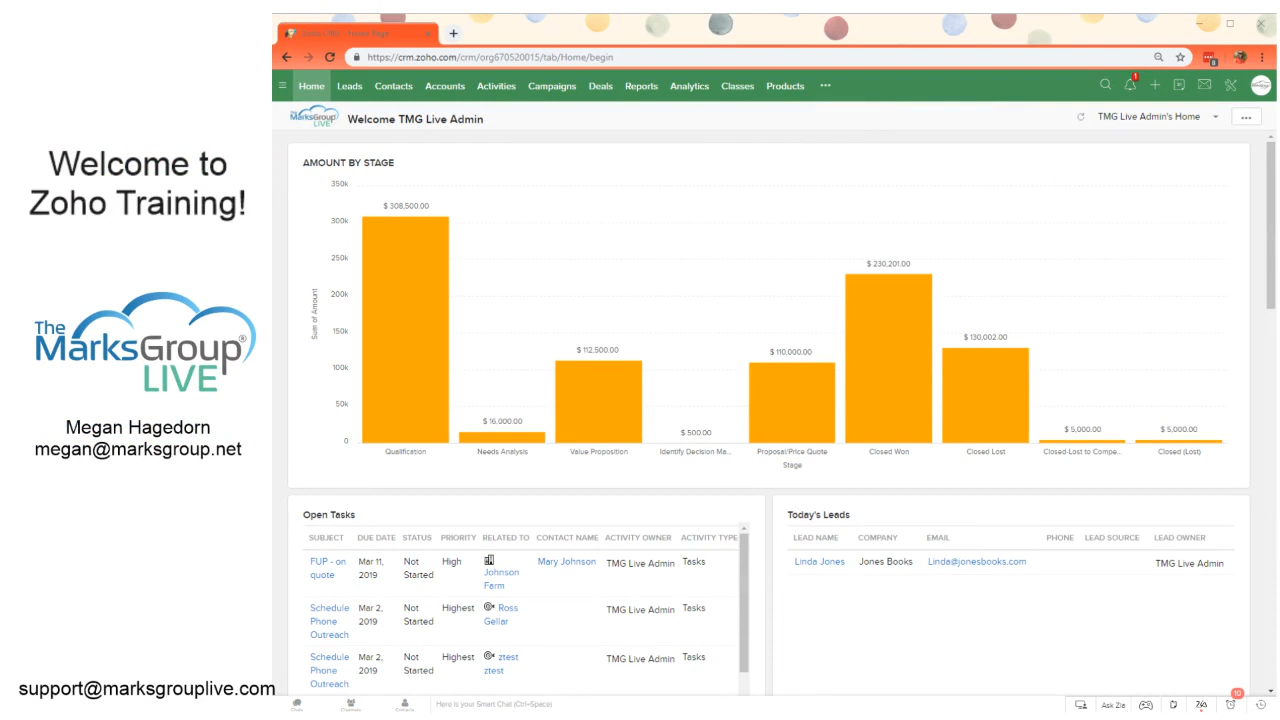 Welcome to
Zoho Training!
The
MarksGroup®
LIVE
Megan Hagedorn
megan@marksgroup.net
support@marksgrouplive.com
https://crm.zoho.com/crm/org670520015/tab/Home/begin
Home Leads Contacts Accounts Activities Campaigns Deals Reports Analytics Classes Products
1
The
MarksGroup
LIVE
Welcome TMG Live Admin
TMG Live Admin's Home
AMOUNT BY STAGE
350k
300k
250k
200k
150k
100k
50k
0
Sum of Amount
$ 308,500.00
$ 16,000.00
$ 112,500.00
$ 500.00
$ 110,000.00
$ 230,201.00
$ 130,002.00
$ 5,000.00
$ 5,000.00
Qualification Needs Analysis Value Proposition Identify Decision Ma... Proposal/Price Quote Closed Won Closed Lost Closed-Lost to Compe... Closed (Lost)
Stage
Open Tasks
SUBJECT DUE DATE STATUS PRIORITY RELATED TO CONTACT NAME ACTIVITY OWNER ACTIVITY TYPE
FUP - on quote Mar 11, 2019 Not Started High Johnson Farm Mary Johnson TMG Live Admin Tasks
Schedule Phone Outreach Mar 2, 2019 Not Started Highest Ross Gellar TMG Live Admin Tasks
Schedule Phone Outreach Mar 2, 2019 Not Started Highest ztest ztest TMG Live Admin Tasks
Today's Leads
LEAD NAME COMPANY EMAIL PHONE LEAD SOURCE LEAD OWNER
Linda Jones Jones Books Linda@jonesbooks.com TMG Live Admin
Chats Channels Contacts Here is your Smart Chat (Ctrl+Space)
Ask Zia
10